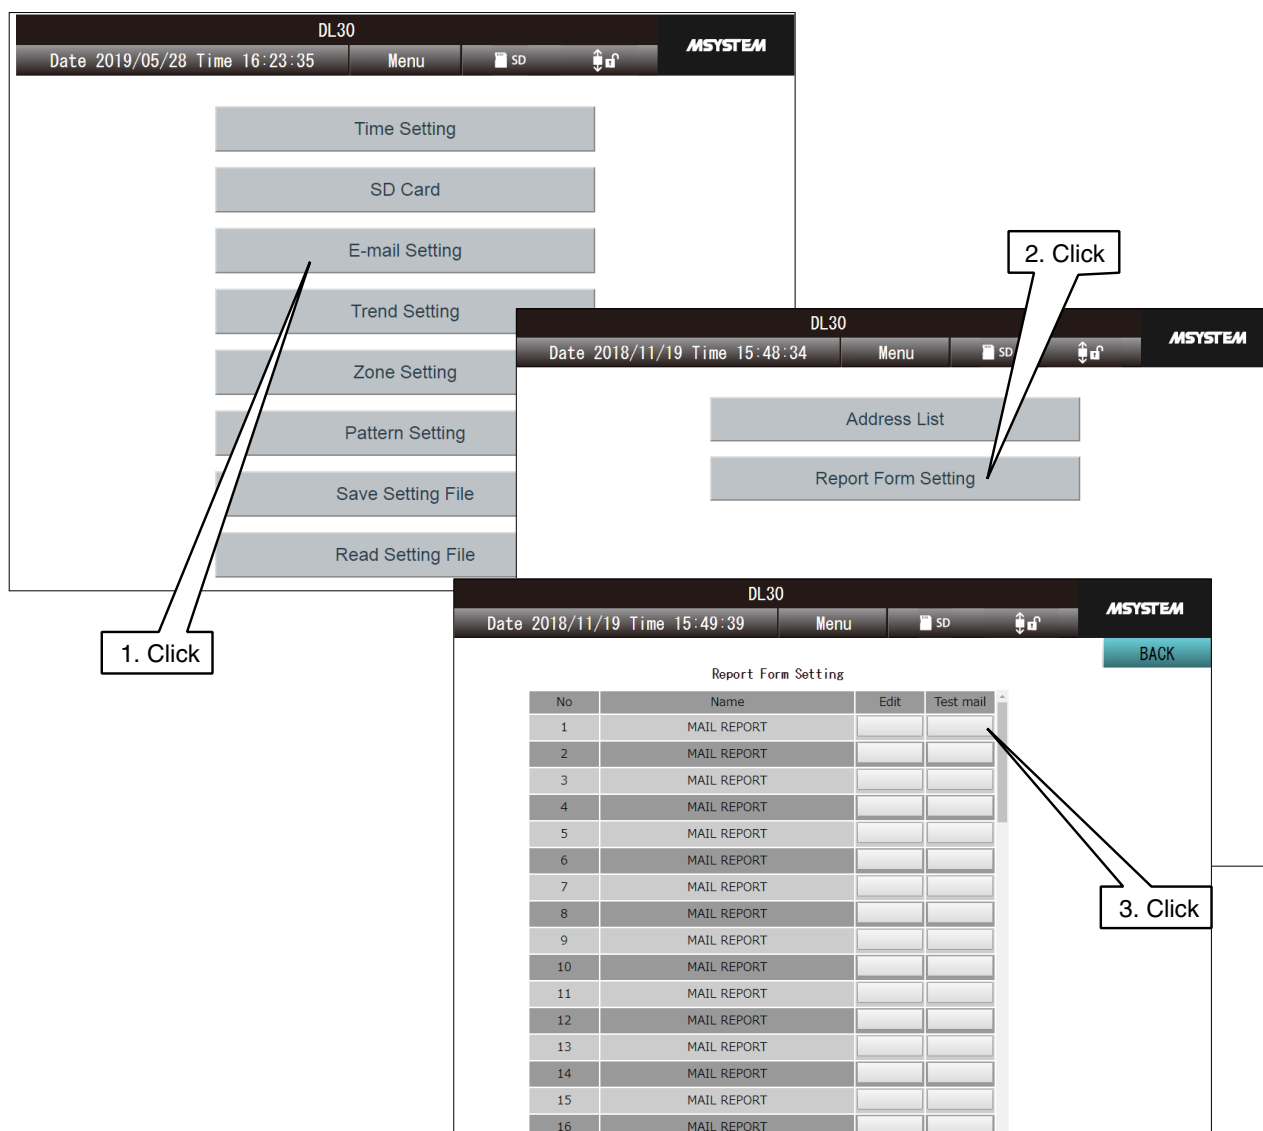 DL30
MSYSTEM
Date 2019/05/28 Time 16:23:35 Menu SD
Time Setting
SD Card
E-mail Setting
Trend Setting
Zone Setting
Pattern Setting
Save Setting File
Read Setting File
1. Click
2. Click
DL30
MSYSTEM
Date 2018/11/19 Time 15:48:34 Menu SD
Address List
Report Form Setting
DL30
MSYSTEM
Date 2018/11/19 Time 15:49:39 Menu SD
BACK
Report Form Setting
No Name Edit Test mail
1 MAIL REPORT
2 MAIL REPORT
3 MAIL REPORT
4 MAIL REPORT
5 MAIL REPORT
6 MAIL REPORT
7 MAIL REPORT
8 MAIL REPORT
9 MAIL REPORT
10 MAIL REPORT
11 MAIL REPORT
12 MAIL REPORT
13 MAIL REPORT
14 MAIL REPORT
15 MAIL REPORT
16 MAIL REPORT
3. Click